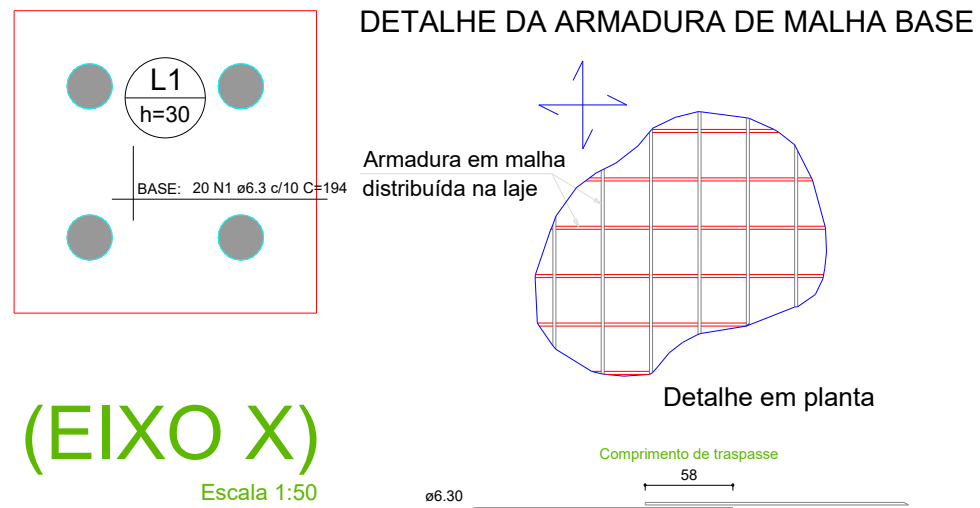 DETALHE DA ARMADURA DE MALHA BASE
L1
h=30
BASE: 20 N1 ø6.3 c/10 C=194
Armadura em malha
distribuída na laje
Detalhe em planta
(EIXO X)
Escala 1:50
Comprimento de traspasse
58
ø6.30